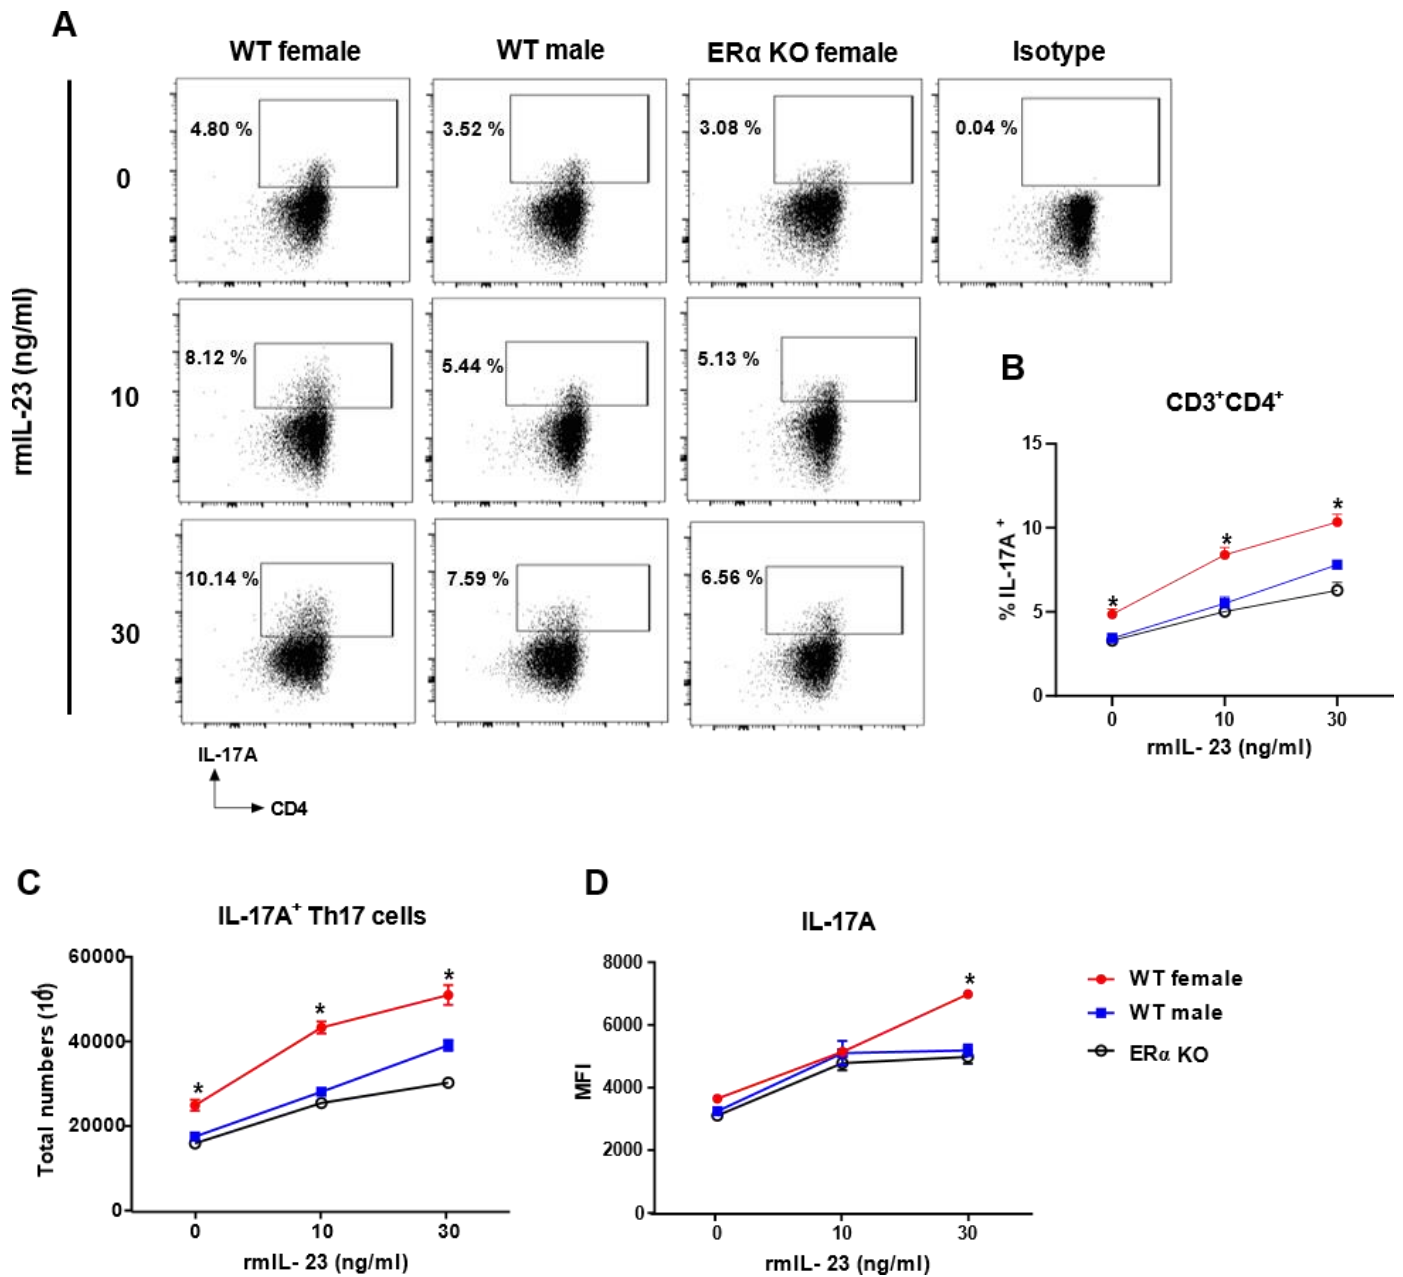 A
WT female
WT male
ERα KO female
Isotype
rmIL-23 (ng/ml)
0
4.80 %
3.52 %
3.08 %
0.04 %
10
8.12 %
5.44 %
5.13 %
30
10.14 %
7.59 %
6.56 %
IL-17A
CD4
B
CD3+CD4+
% IL-17A +
15
10
5
0
0 10 30
rmIL- 23 (ng/ml)
C
IL-17A+ Th17 cells
Total numbers (10⁴)
60000
40000
20000
0
0 10 30
rmIL- 23 (ng/ml)
* * *
* * *
D
IL-17A
MFI
8000
6000
4000
2000
0
0 10 30
rmIL- 23 (ng/ml)
*
WT female
WT male
ERα KO